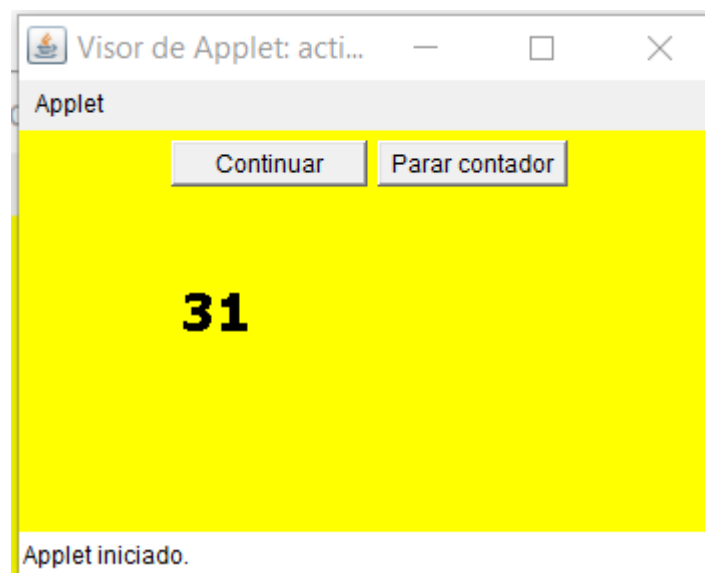 Visor de Applet: acti...
Applet
Continuar Parar contador
31
Applet iniciado.